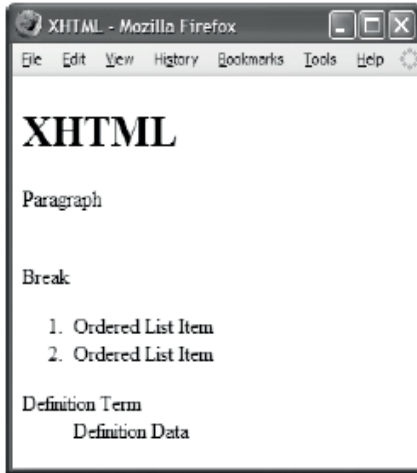 XHTML - Mozilla Firefox
File Edit View History Bookmarks Tools Help
XHTML
Paragraph
Break
1. Ordered List Item
2. Ordered List Item
Definition Term
Definition Data